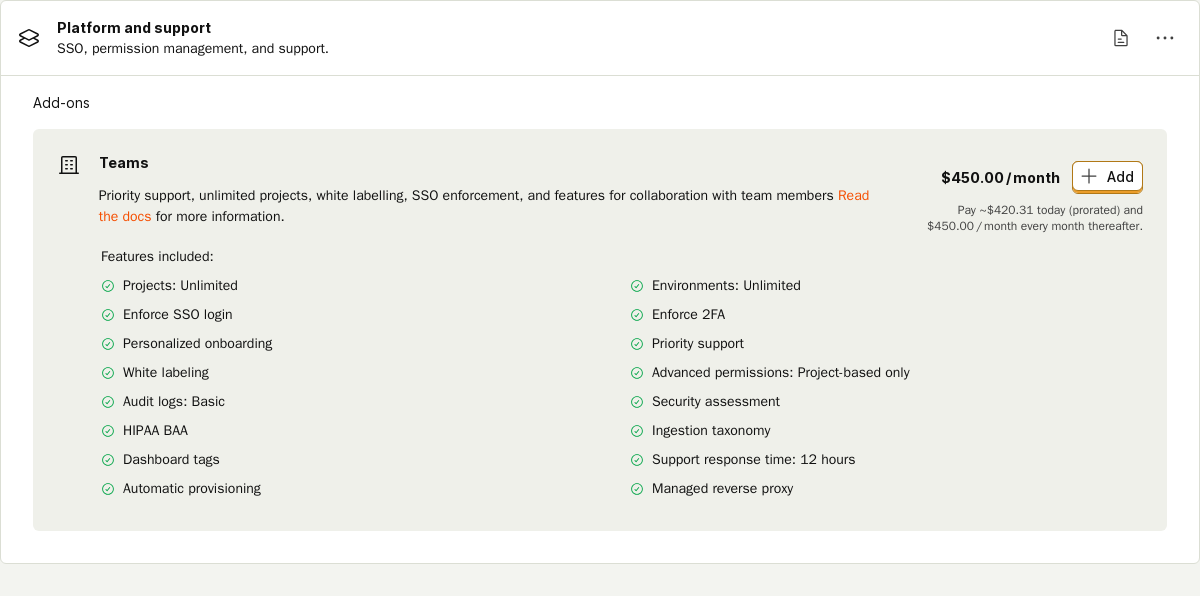 Platform and support
SSO, permission management, and support.
Add-ons
Teams
Priority support, unlimited projects, white labelling, SSO enforcement, and features for collaboration with team members Read
the docs for more information.
$450.00/month
Add
Pay ~$420.31 today (prorated) and
$450.00/month every month thereafter.
Features included:
Projects: Unlimited
Environments: Unlimited
Enforce SSO login
Enforce 2FA
Personalized onboarding
Priority support
White labeling
Advanced permissions: Project-based only
Audit logs: Basic
Security assessment
HIPAA BAA
Ingestion taxonomy
Dashboard tags
Support response time: 12 hours
Automatic provisioning
Managed reverse proxy